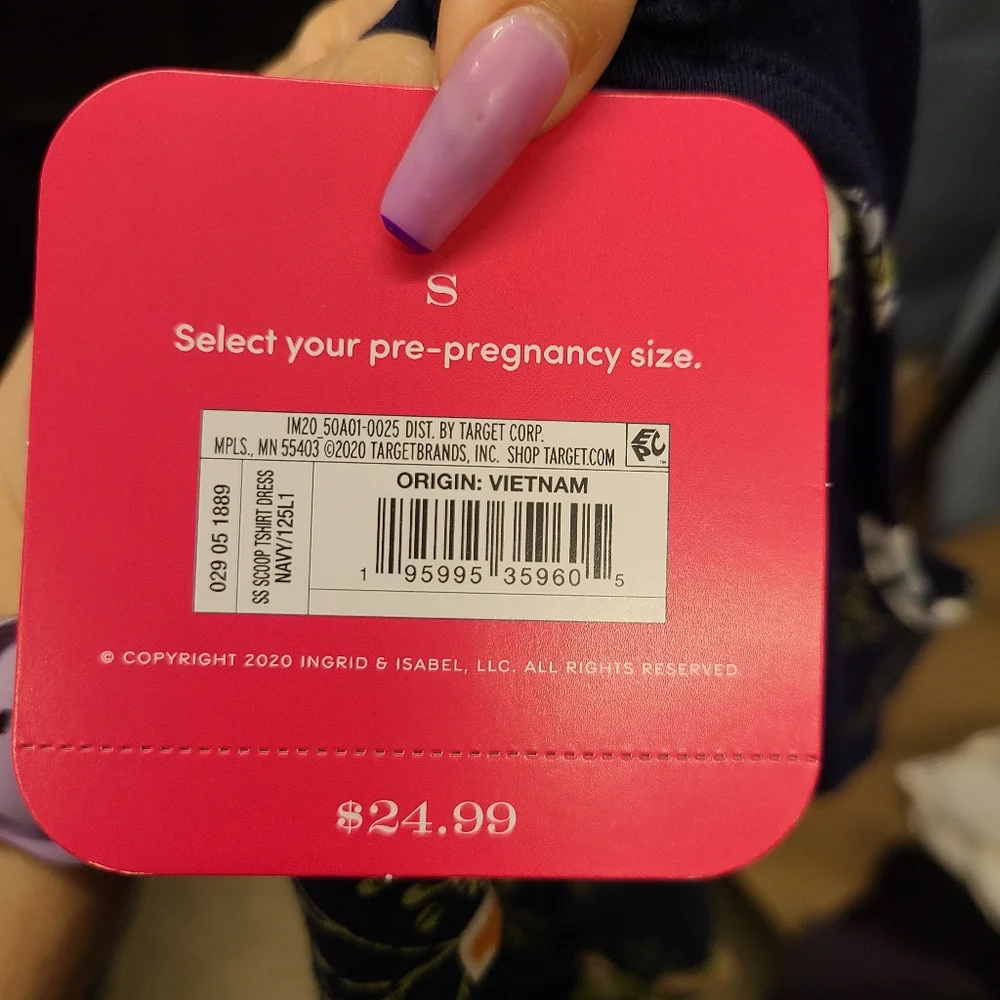 S
Select your pre-pregnancy size.
IM20_50A01-0025 DIST. BY TARGET CORP.
MPLS., MN 55403 ©2020 TARGETBRANDS, INC. SHOP TARGET.COM
EPC
029 05 1889
SS SCOOP TSHIRT DRESS
NAVY/125L1
ORIGIN: VIETNAM
1 95995 35960 5
© COPYRIGHT 2020 INGRID & ISABEL, LLC. ALL RIGHTS RESERVED
$24.99